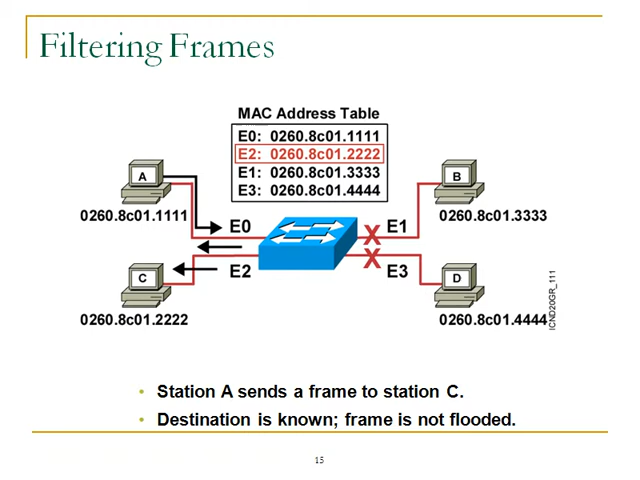 Filtering Frames
MAC Address Table
E0: 0260.8c01.1111
E2: 0260.8c01.2222
E1: 0260.8c01.3333
E3: 0260.8c01.4444
A
B
0260.8c01.1111
E0
E1
0260.8c01.3333
X
X
C
E2
E3
D
0260.8c01.2222
0260.8c01.4444
ICND20GR_111
• Station A sends a frame to station C.
• Destination is known; frame is not flooded.
15